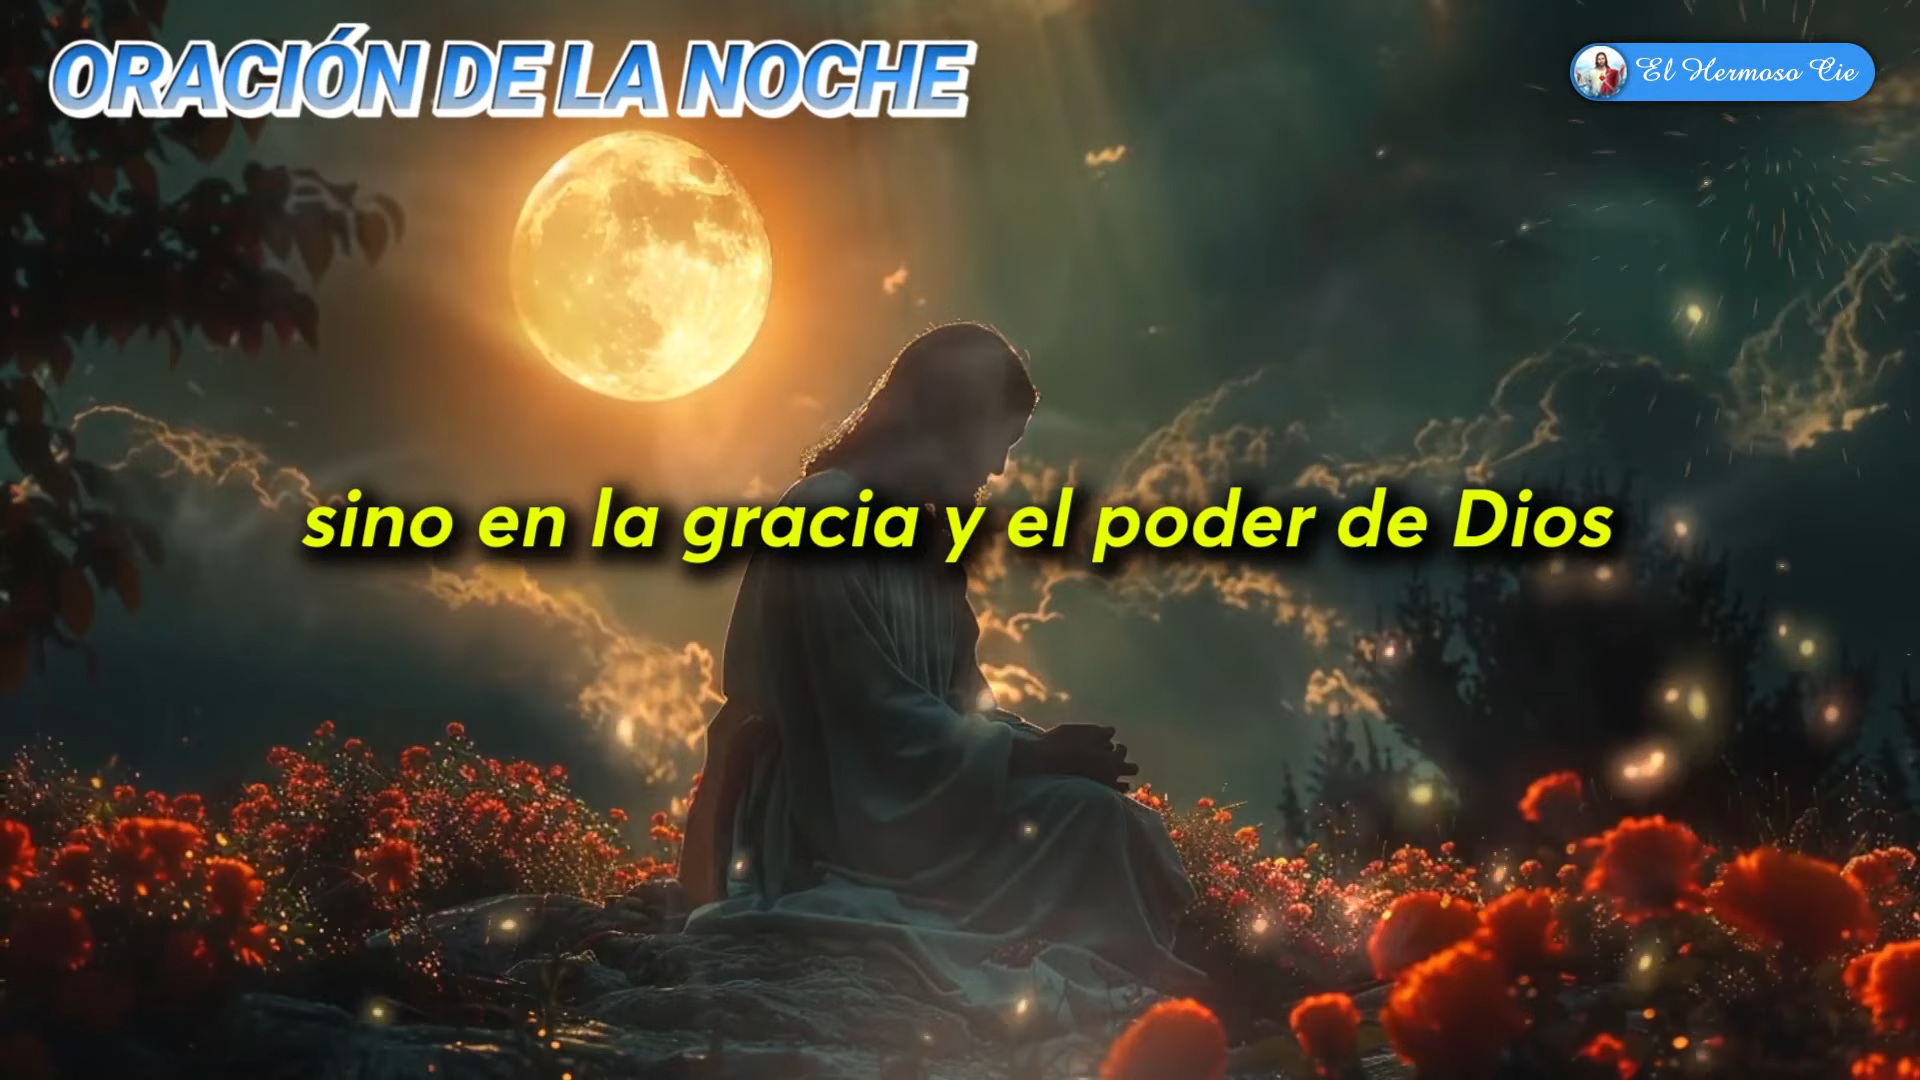 ORACIÓN DE LA NOCHE
El Hermoso Cie
sino en la gracia y el poder de Dios